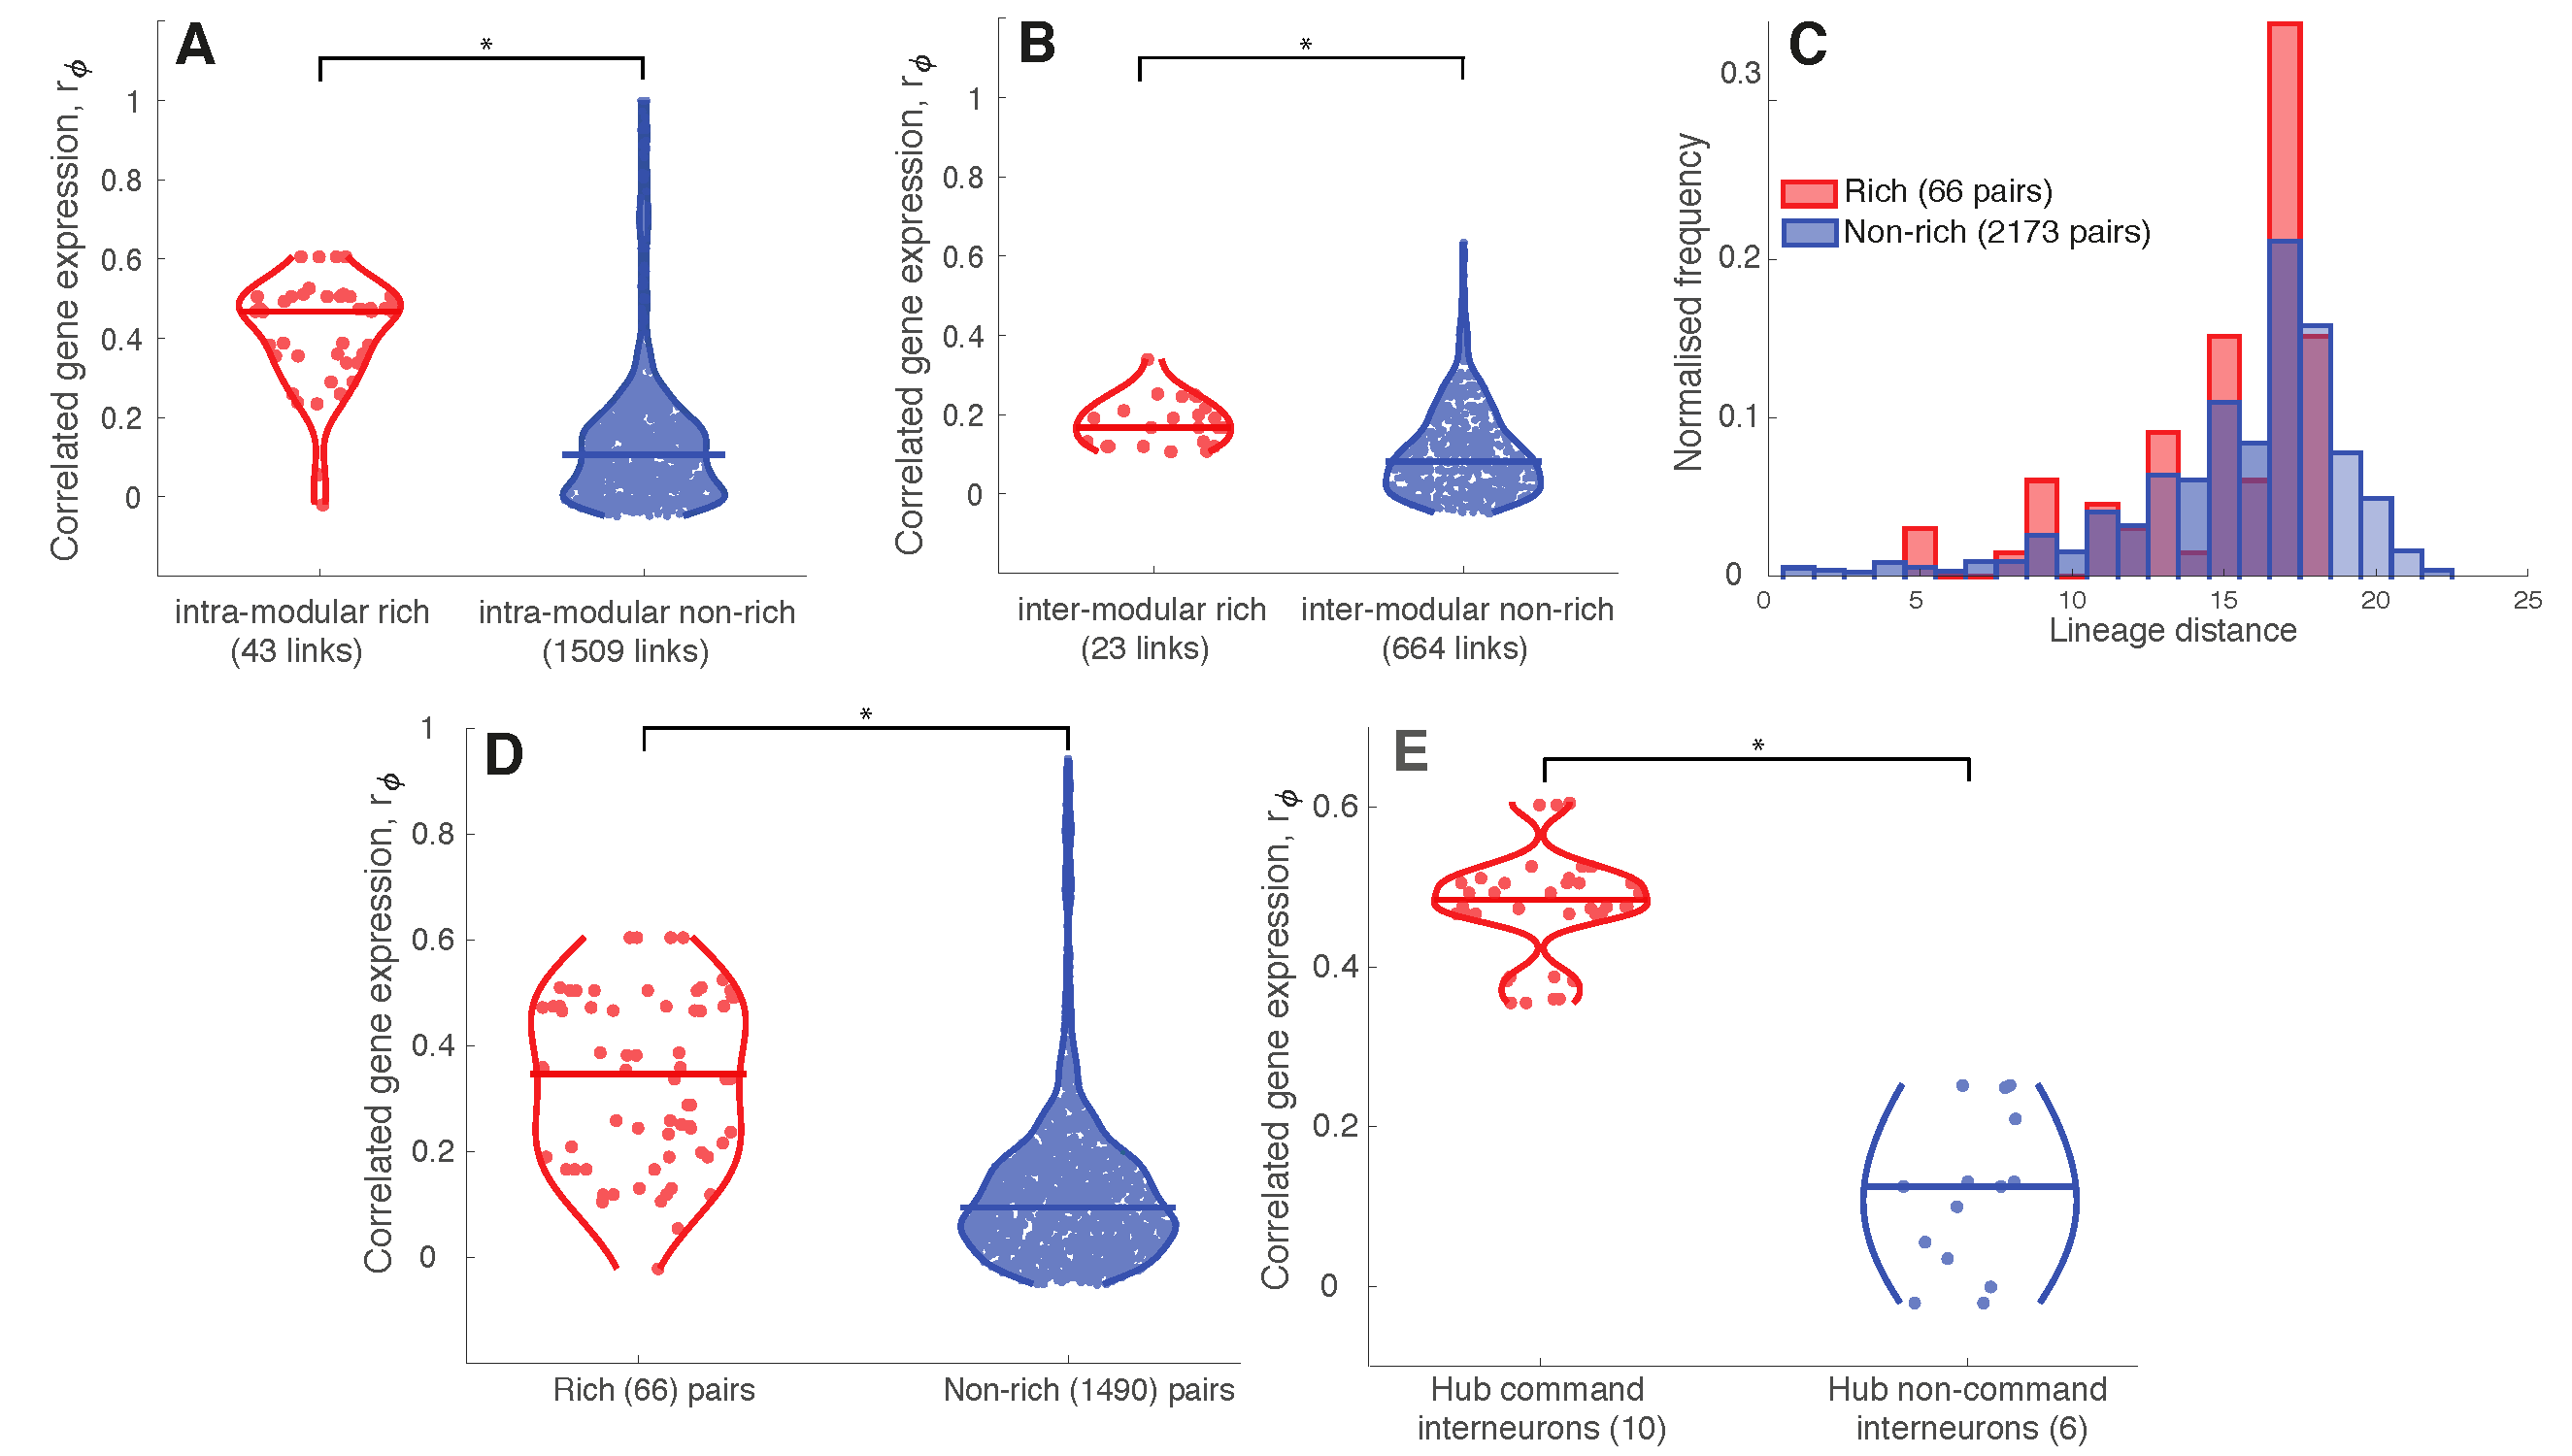 A
*
Correlated gene expression, rϕ
1
0.8
0.6
0.4
0.2
0
intra-modular rich
(43 links)
intra-modular non-rich
(1509 links)
B
*
Correlated gene expression, rϕ
1
0.8
0.6
0.4
0.2
0
inter-modular rich
(23 links)
inter-modular non-rich
(664 links)
C
Normalised frequency
0.3
0.2
0.1
0
Rich (66 pairs)
Non-rich (2173 pairs)
0 5 10 15 20 25
Lineage distance
D
*
Correlated gene expression, rϕ
1
0.8
0.6
0.4
0.2
0
Rich (66) pairs
Non-rich (1490) pairs
E
*
Correlated gene expression, rϕ
0.6
0.4
0.2
0
Hub command
interneurons (10)
Hub non-command
interneurons (6)